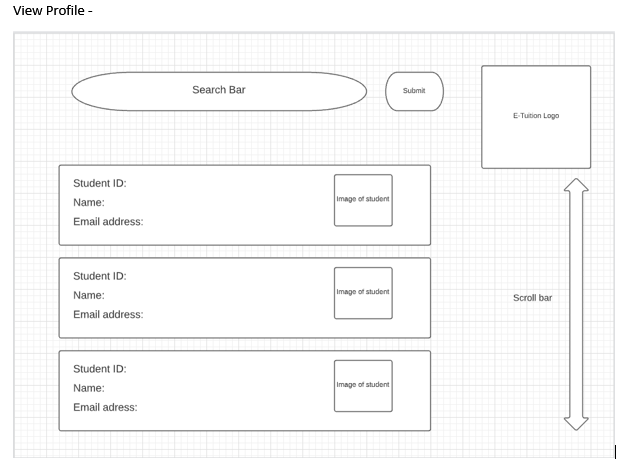 View Profile -
Search Bar
Submit
E-Tuition Logo
Student ID:
Name:
Email address:
Image of student
Student ID:
Name:
Email address:
Image of student
Scroll bar
Student ID:
Name:
Email adress:
Image of student